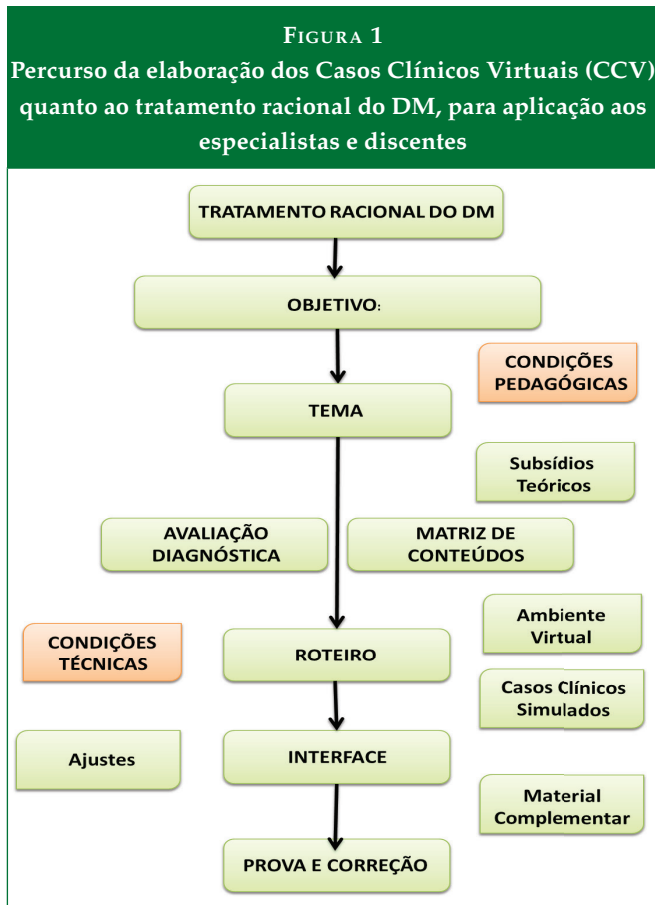 FIGURA 1
Percurso da elaboração dos Casos Clínicos Virtuais (CCV)
quanto ao tratamento racional do DM, para aplicação aos
especialistas e discentes
TRATAMENTO RACIONAL DO DM
OBJETIVO:
CONDIÇÕES
PEDAGÓGICAS
TEMA
Subsídios
Teóricos
AVALIAÇÃO
DIAGNÓSTICA
MATRIZ DE
CONTEÚDOS
Ambiente
Virtual
CONDIÇÕES
TÉCNICAS
ROTEIRO
Casos Clínicos
Simulados
Ajustes
INTERFACE
Material
Complementar
PROVA E CORREÇÃO